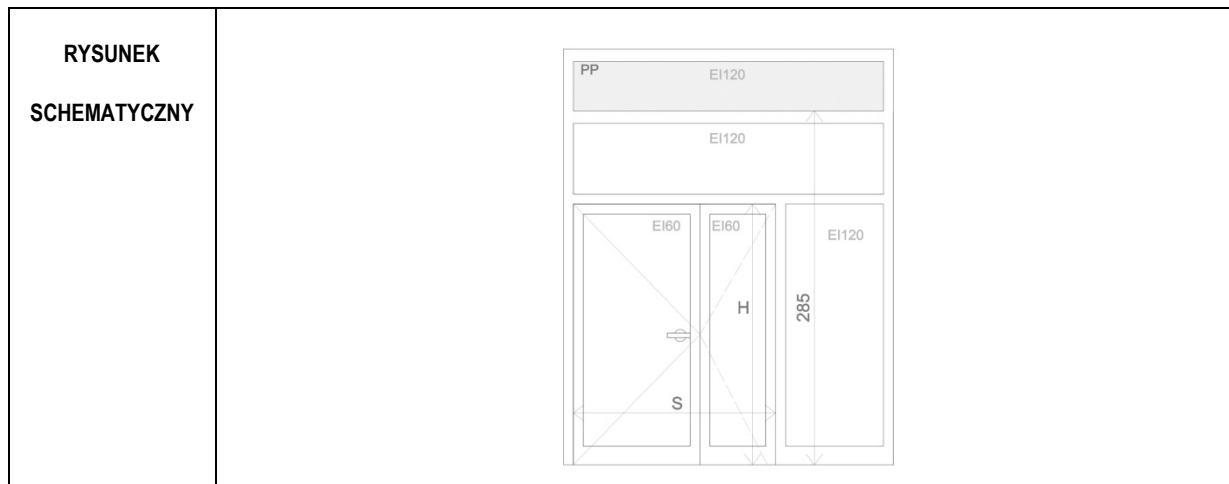 RYSUNEK
SCHEMATYCZNY
PP
EI120
EI120
EI60
EI60
EI120
H
285
S